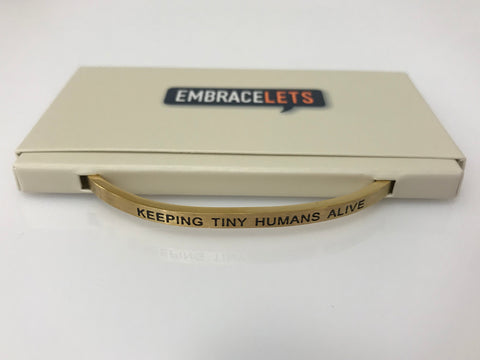 EMBRACELETS
KEEPING TINY HUMANS ALIVE